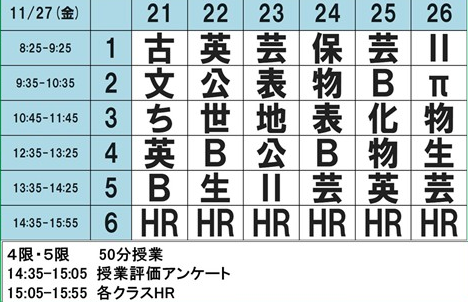 11/27(金) 21 22 23 24 25 26
8:25-9:25 1 古 英 芸 保 芸 II
9:35-10:35 2 文 公 表 物 B π
10:45-11:45 3 ち 世 地 表 化 物
12:35-13:25 4 英 B 公 B 物 生
13:35-14:25 5 B 生 II 芸 英 芸
14:35-15:55 6 HR HR HR HR HR HR
4限・5限 50分授業
14:35-15:05 授業評価アンケート
15:05-15:55 各クラスHR